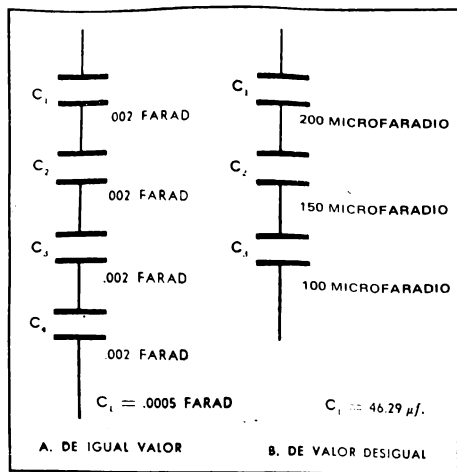 C₁
002 FARAD
C₂
002 FARAD
C₃
.002 FARAD
C₄
.002 FARAD
Cₜ = .0005 FARAD
A. DE IGUAL VALOR
C₁
200 MICROFARADIO
C₂
150 MICROFARADIO
C₃
100 MICROFARADIO
Cₜ = 46.29 μf.
B. DE VALOR DESIGUAL